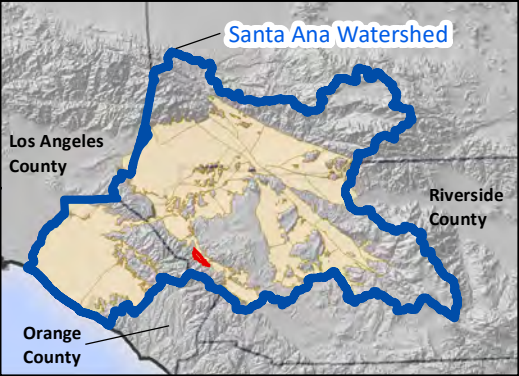 Santa Ana Watershed
Los Angeles
County
Riverside
County
Orange
County